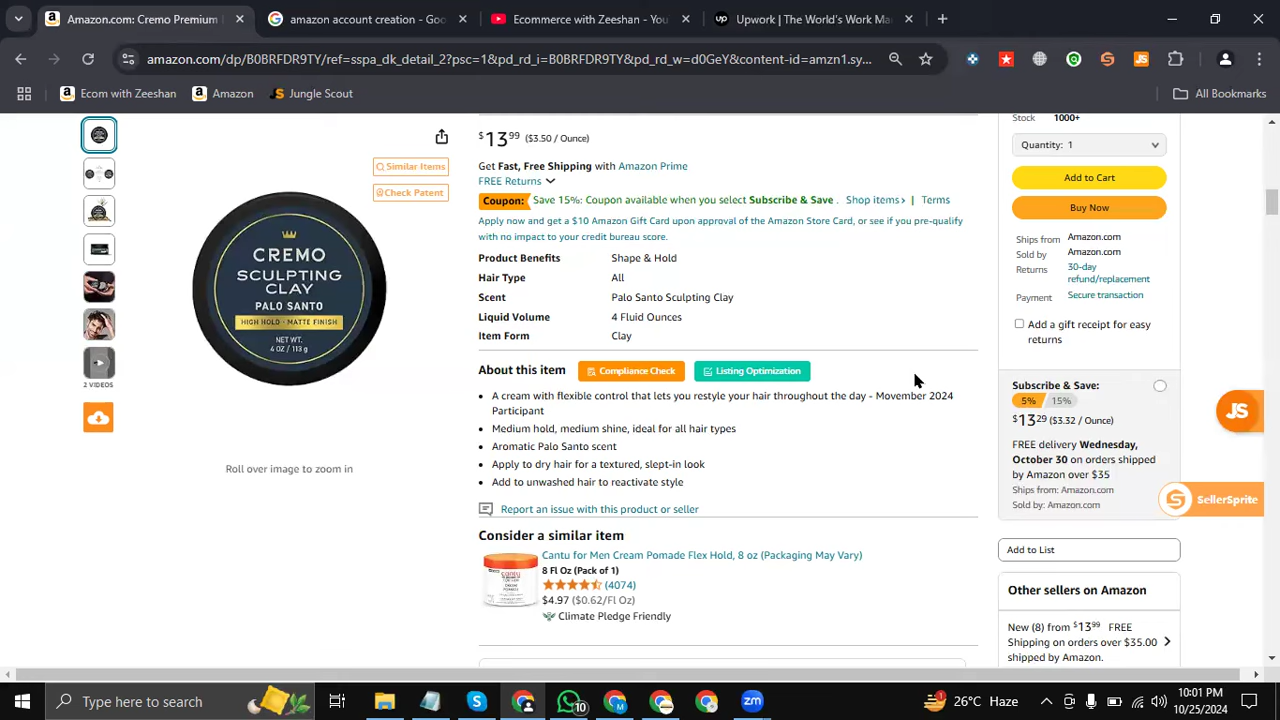 Amazon.com: Cremo Premium
amazon account creation - Goo
Ecommerce with Zeeshan - You
Upwork | The World's Work Ma
amazon.com/dp/B0BRFDR9TY/ref=sspa_dk_detail_2?psc=1&pd_rd_i=B0BRFDR9TY&pd_rd_w=d0GeY&content-id=amzn1.sy...
Ecom with Zeeshan
Amazon
Jungle Scout
All Bookmarks
Similar Items
Check Patent
CREMO
SCULPTING
CLAY
PALO SANTO
HIGH HOLD · MATTE FINISH
NET WT.
4 OZ / 113 g
2 VIDEOS
Roll over image to zoom in
$13 99 ($3.50 / Ounce)
Get Fast, Free Shipping with Amazon Prime
FREE Returns
Coupon: Save 15%: Coupon available when you select Subscribe & Save . Shop items › | Terms
Apply now and get a $10 Amazon Gift Card upon approval of the Amazon Store Card, or see if you pre-qualify
with no impact to your credit bureau score.
Product Benefits Shape & Hold
Hair Type All
Scent Palo Santo Sculpting Clay
Liquid Volume 4 Fluid Ounces
Item Form Clay
About this item Compliance Check Listing Optimization
• A cream with flexible control that lets you restyle your hair throughout the day - Movember 2024
Participant
• Medium hold, medium shine, ideal for all hair types
• Aromatic Palo Santo scent
• Apply to dry hair for a textured, slept-in look
• Add to unwashed hair to reactivate style
Report an issue with this product or seller
Consider a similar item
cantu
Cantu for Men Cream Pomade Flex Hold, 8 oz (Packaging May Vary)
8 Fl Oz (Pack of 1)
(4074)
$4.97 ($0.62/Fl Oz)
Climate Pledge Friendly
Stock 1000+
Quantity: 1
Add to Cart
Buy Now
Ships from Amazon.com
Sold by Amazon.com
Returns 30-day
refund/replacement
Payment Secure transaction
Add a gift receipt for easy
returns
Subscribe & Save:
5% 15%
$13 29 ($3.32 / Ounce)
FREE delivery Wednesday,
October 30 on orders shipped
by Amazon over $35
Ships from: Amazon.com
Sold by: Amazon.com
Add to List
Other sellers on Amazon
New (8) from $13 99 FREE
Shipping on orders over $35.00
shipped by Amazon.
JS
SellerSprite
Type here to search
10
zm
26°C Haze
10:01 PM
10/25/2024